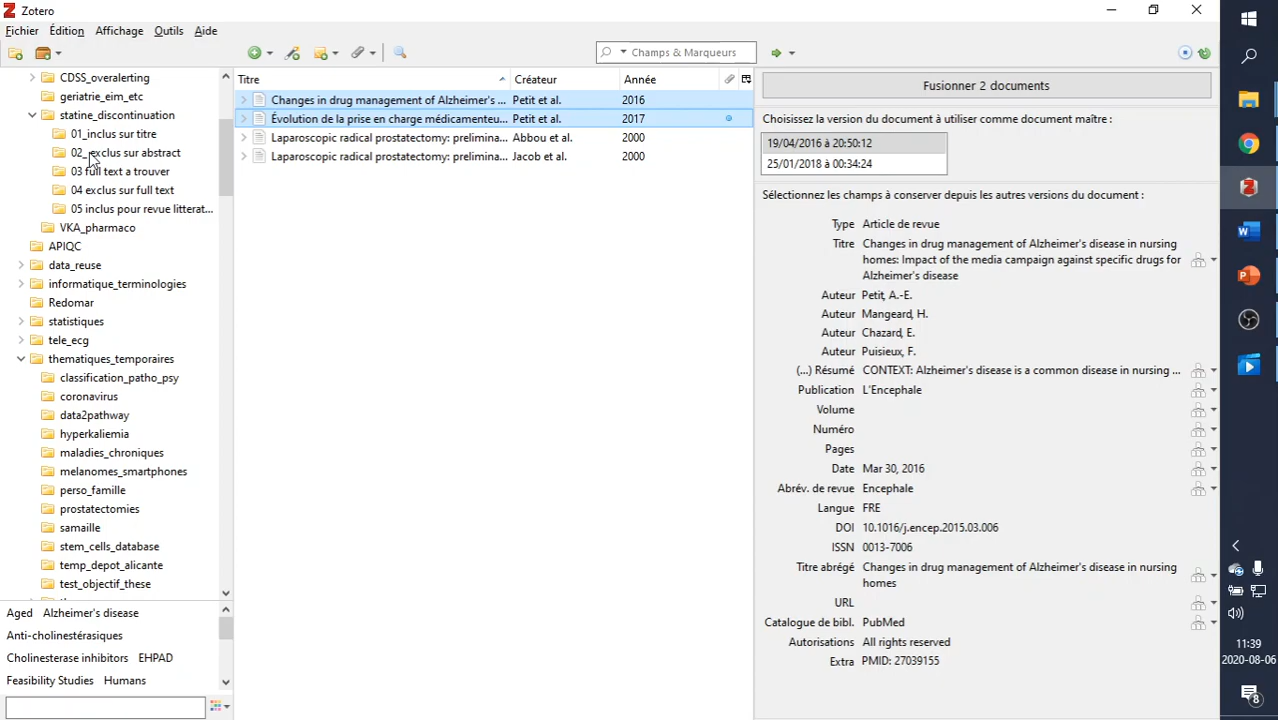 Zotero
Fichier Édition Affichage Outils Aide
Champs & Marqueurs
CDSS_overalerting
geriatrie_eim_etc
statine_discontinuation
01_inclus sur titre
02_exclus sur abstract
03 full text a trouver
04 exclus sur full text
05 inclus pour revue litterat...
VKA_pharmaco
APIQC
data_reuse
informatique_terminologies
Redomar
statistiques
tele_ecg
thematiques_temporaires
classification_patho_psy
coronavirus
data2pathway
hyperkaliemia
maladies_chroniques
melanomes_smartphones
perso_famille
prostatectomies
samaille
stem_cells_database
temp_depot_alicante
test_objectif_these
Aged Alzheimer's disease
Anti-cholinestérasiques
Cholinesterase inhibitors EHPAD
Feasibility Studies Humans
Titre Créateur Année
Changes in drug management of Alzheimer's ... Petit et al. 2016
Évolution de la prise en charge médicamenteu... Petit et al. 2017
Laparoscopic radical prostatectomy: prelimina... Abbou et al. 2000
Laparoscopic radical prostatectomy: prelimina... Jacob et al. 2000
Fusionner 2 documents
Choisissez la version du document à utiliser comme document maître :
19/04/2016 à 20:50:12
25/01/2018 à 00:34:24
Sélectionnez les champs à conserver depuis les autres versions du document :
Type Article de revue
Titre Changes in drug management of Alzheimer's disease in nursing
homes: Impact of the media campaign against specific drugs for
Alzheimer's disease
Auteur Petit, A.-E.
Auteur Mangeard, H.
Auteur Chazard, E.
Auteur Puisieux, F.
(...) Résumé CONTEXT: Alzheimer's disease is a common disease in nursing ...
Publication L'Encephale
Volume
Numéro
Pages
Date Mar 30, 2016
Abrév. de revue Encephale
Langue FRE
DOI 10.1016/j.encep.2015.03.006
ISSN 0013-7006
Titre abrégé Changes in drug management of Alzheimer's disease in nursing
homes
URL
Catalogue de bibl. PubMed
Autorisations All rights reserved
Extra PMID: 27039155
11:39
2020-08-06
8